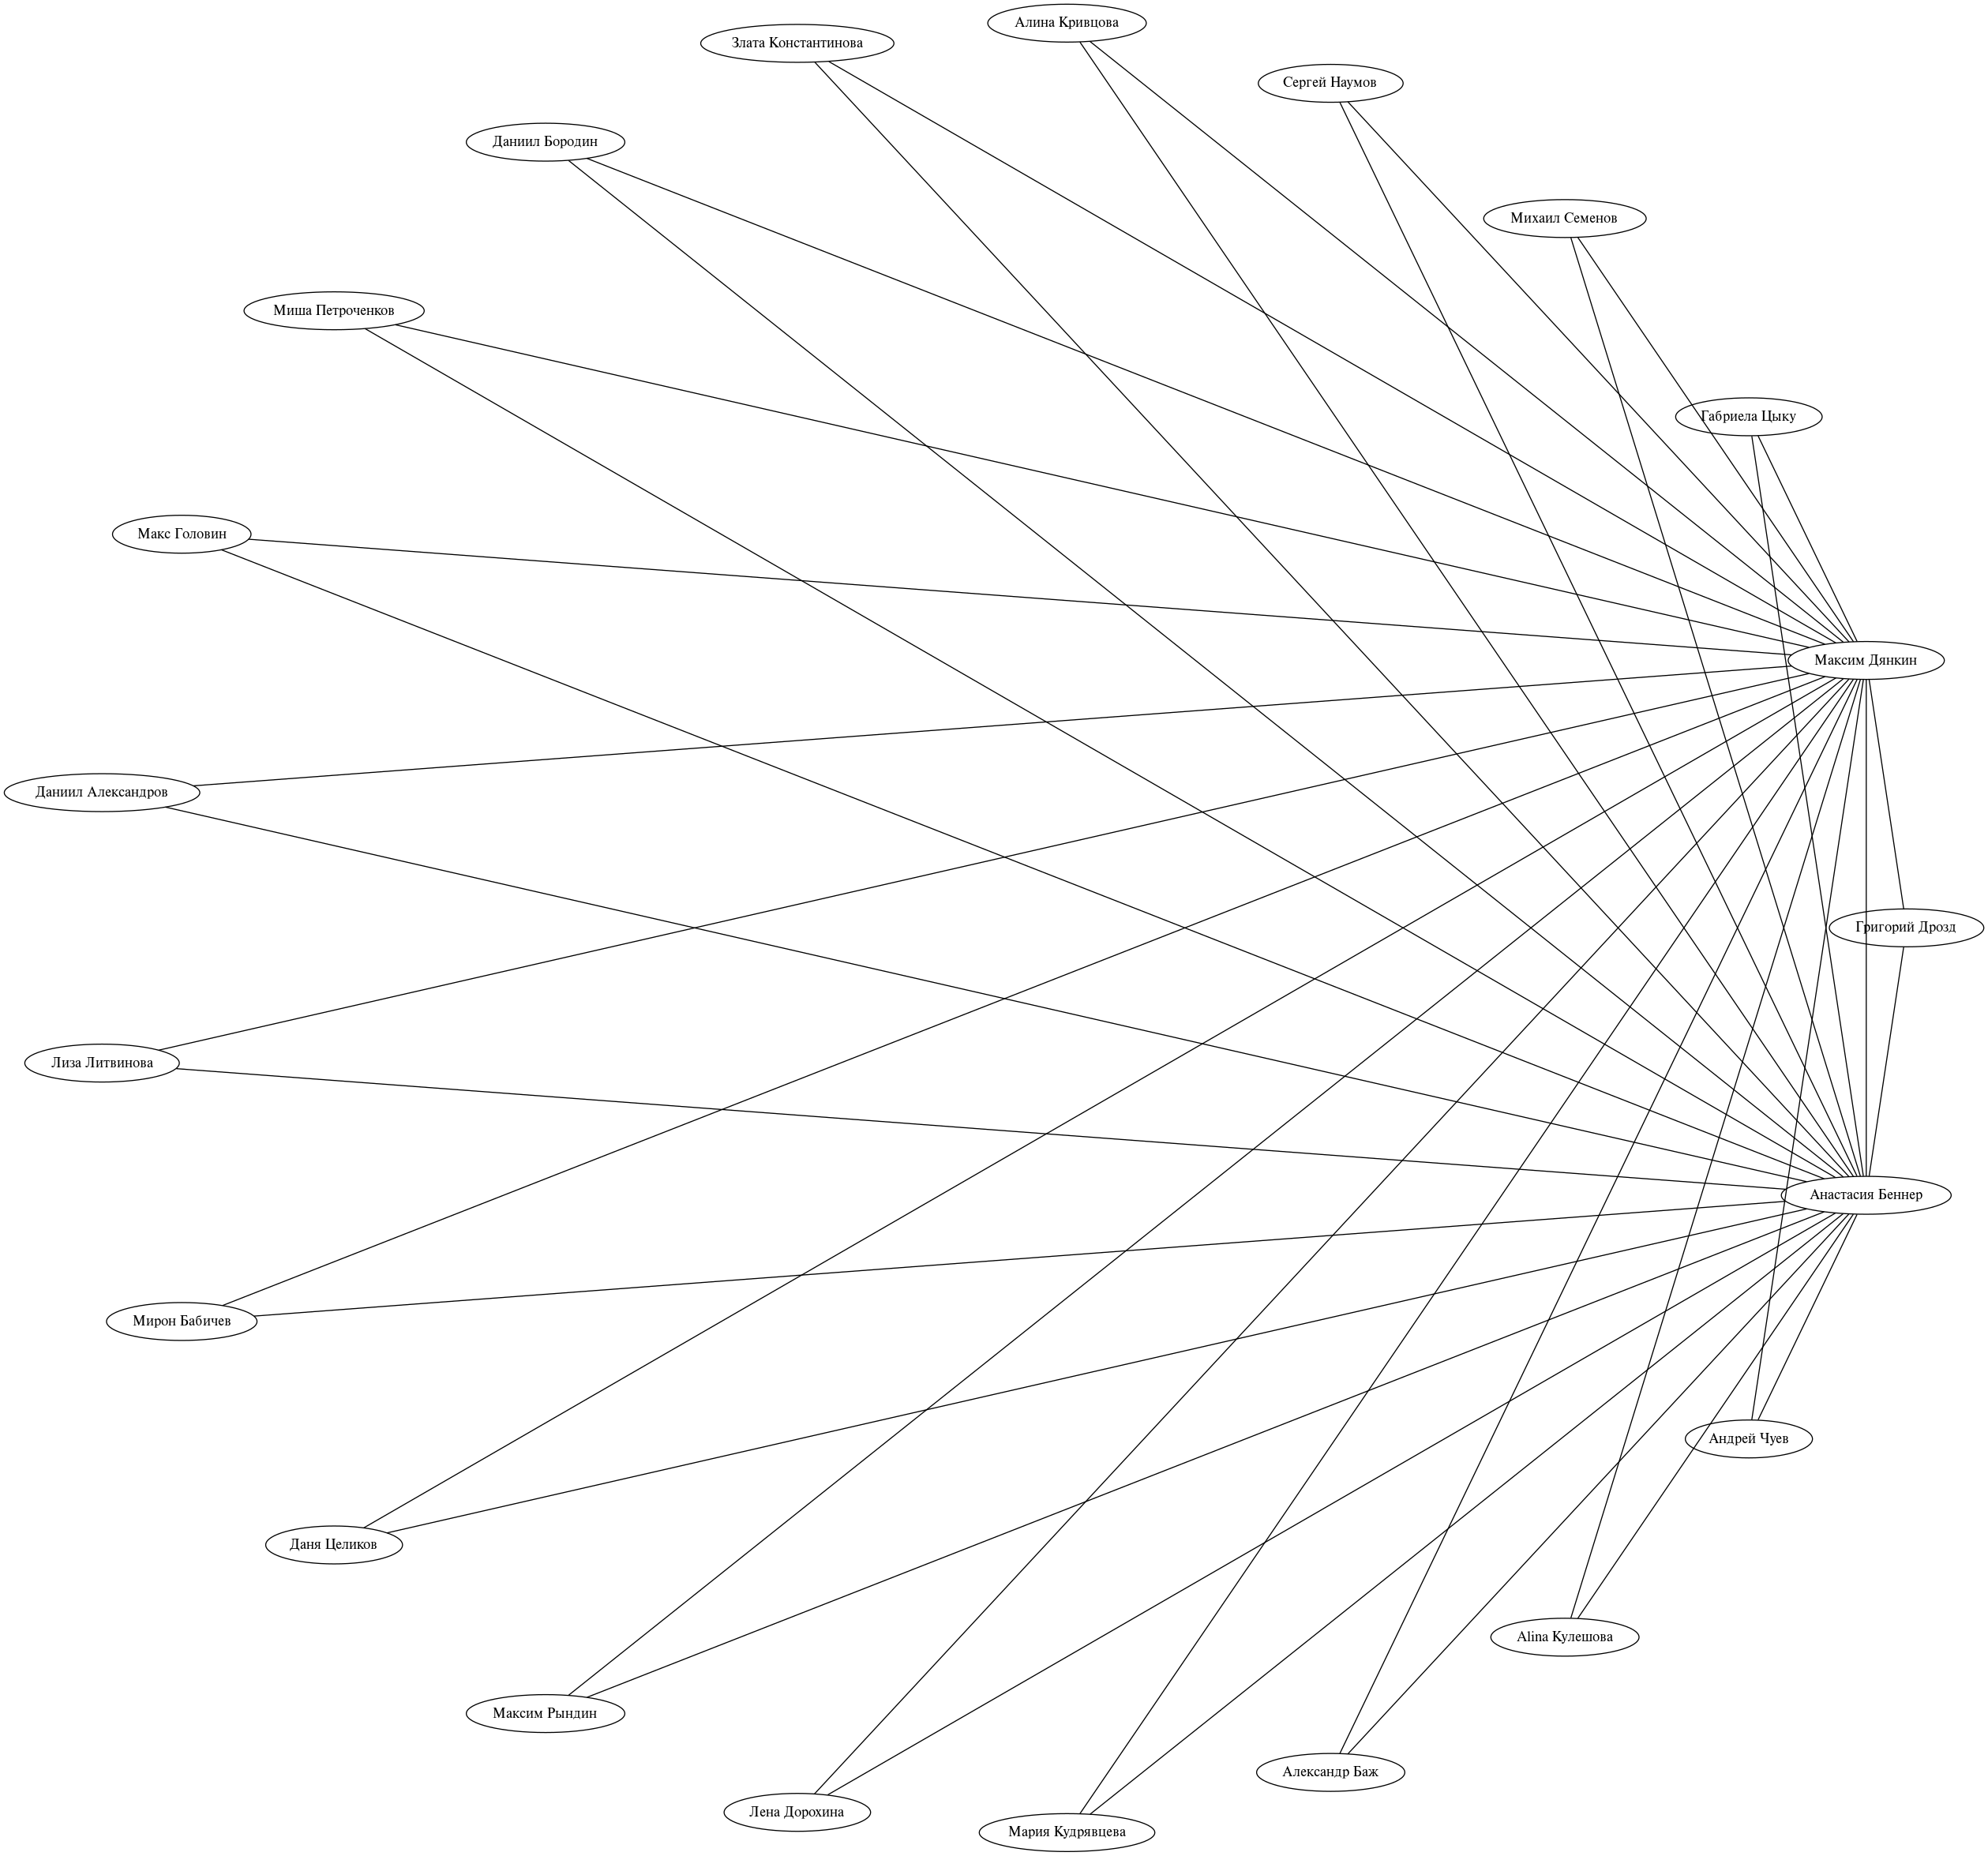 Алина Кривцова
Злата Константинова
Сергей Наумов
Даниил Бородин
Михаил Семенов
Миша Петроченков
Габриела Цыку
Макс Головин
Максим Дянкин
Даниил Александров
Григорий Дрозд
Лиза Литвинова
Анастасия Беннер
Мирон Бабичев
Андрей Чуев
Даня Целиков
Alina Кулешова
Максим Рындин
Александр Баж
Лена Дорохина
Мария Кудрявцева